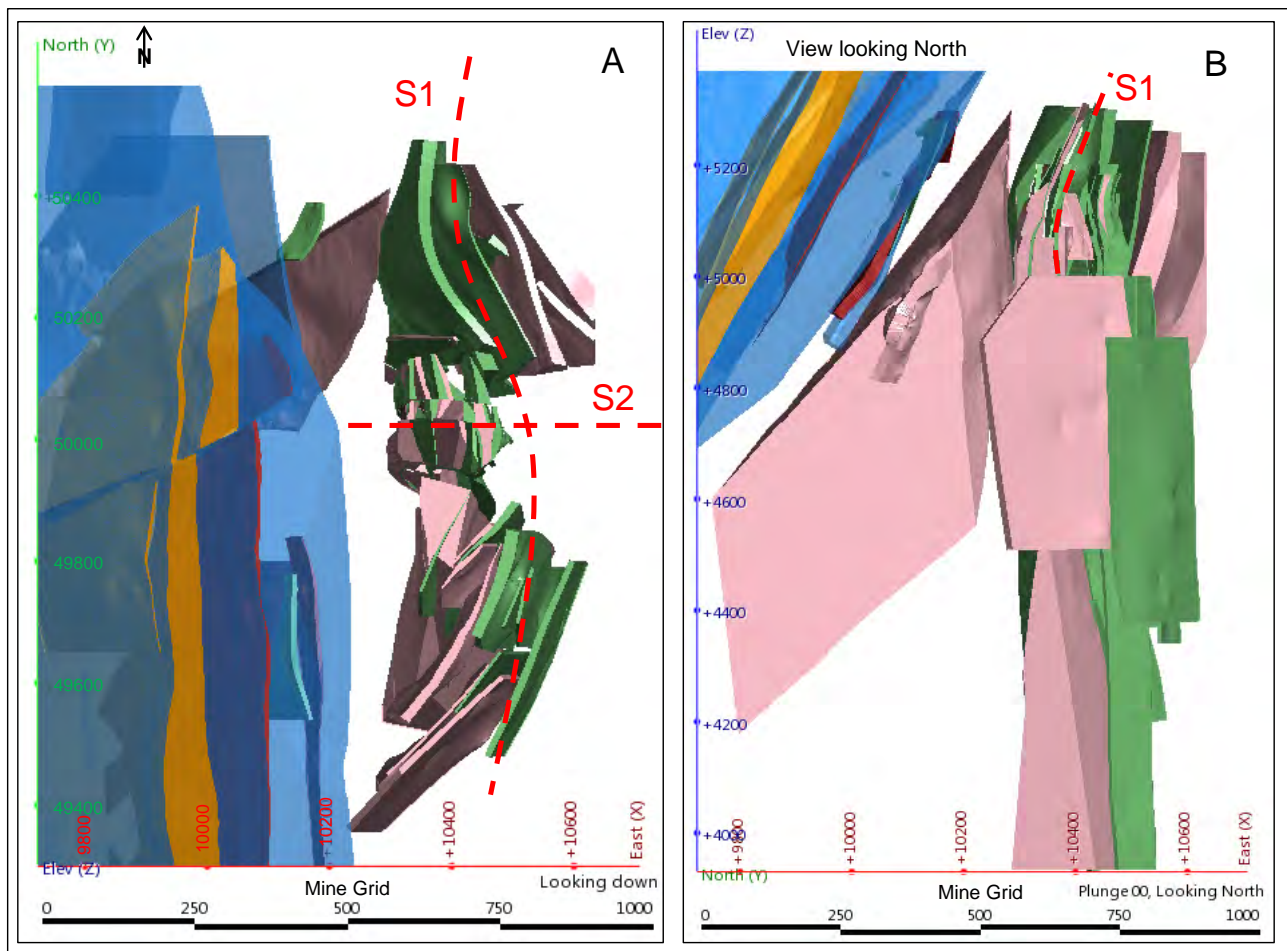 North (Y)
N
A
S1
50400
50200
S2
50000
49800
49600
49400
9800
10000
+10200
+10400
+10600
East (X)
Elev (Z)
Mine Grid
Looking down
0
250
500
750
1000
Elev (Z)
View looking North
B
S1
+5200
+5000
+4800
+4600
+4400
+4200
+4000
+9800
+10000
+10200
+10400
+10600
East (X)
North (Y)
Mine Grid
Plunge 00, Looking North
0
250
500
750
1000